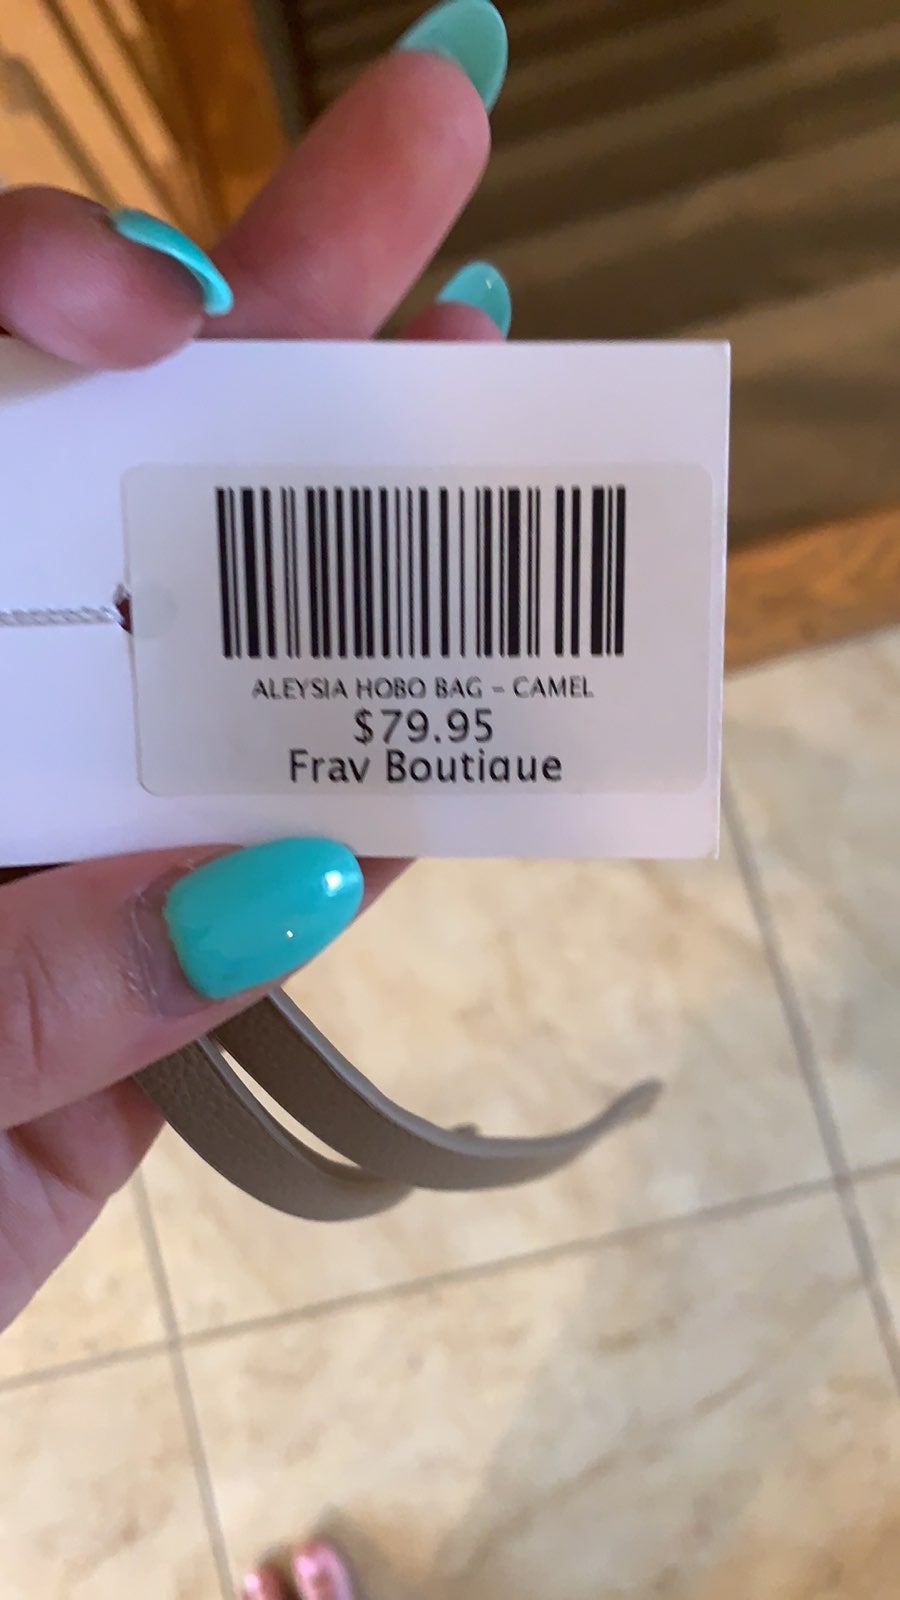 ALEYSIA HOBO BAG – CAMEL
$79.95
Frav Boutique